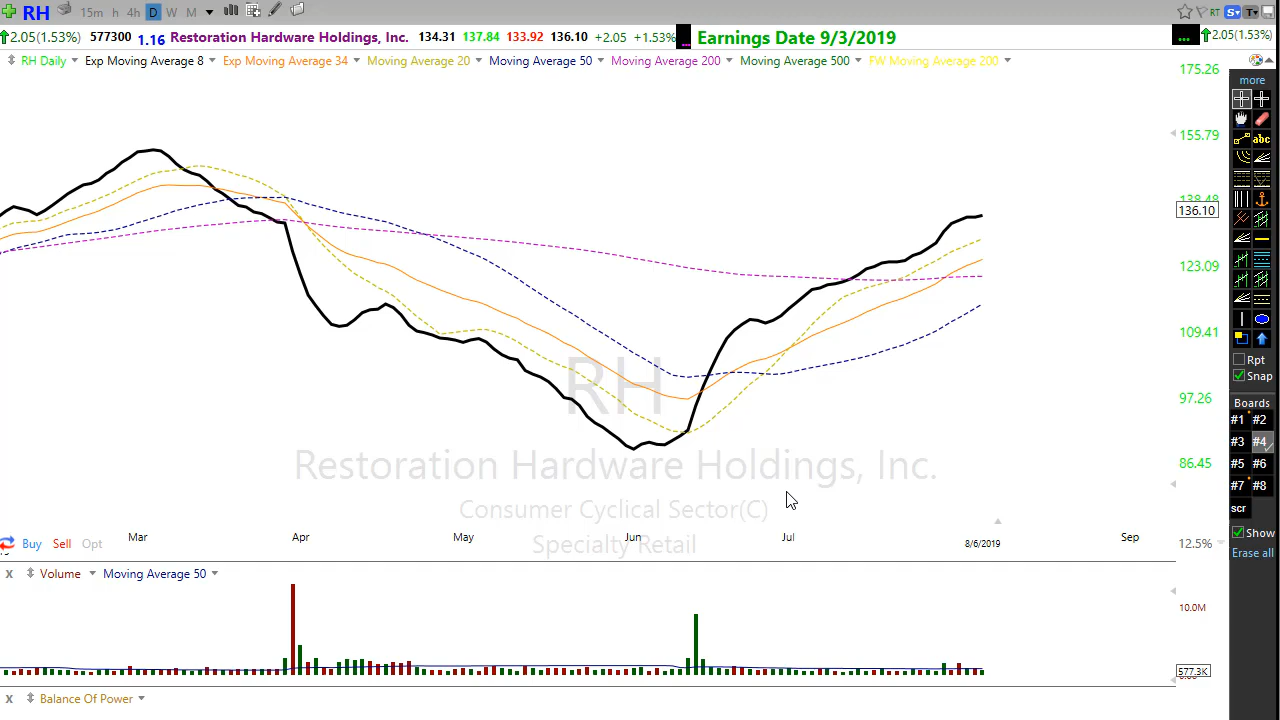 RH 15m h 4h D W M RT S T
2.05(1.53%) 577300 1.16 Restoration Hardware Holdings, Inc. 134.31 137.84 133.92 136.10 +2.05 +1.53% ... Earnings Date 9/3/2019 ... 2.05(1.53%)
RH Daily Exp Moving Average 8 Exp Moving Average 34 Moving Average 20 Moving Average 50 Moving Average 200 Moving Average 500 FW Moving Average 200
175.26
more
155.79
abc
138.48
136.10
123.09
109.41
Rpt
Snap
97.26
Boards
#1 #2
#3 #4
#5 #6
#7 #8
scr
86.45
RH
Restoration Hardware Holdings, Inc.
Consumer Cyclical Sector(C)
Specialty Retail
Mar Apr May Jun Jul 8/6/2019 Sep
Buy Sell Opt 12.5%
Show
Erase all
X Volume Moving Average 50
10.0M
577.3K
X Balance Of Power